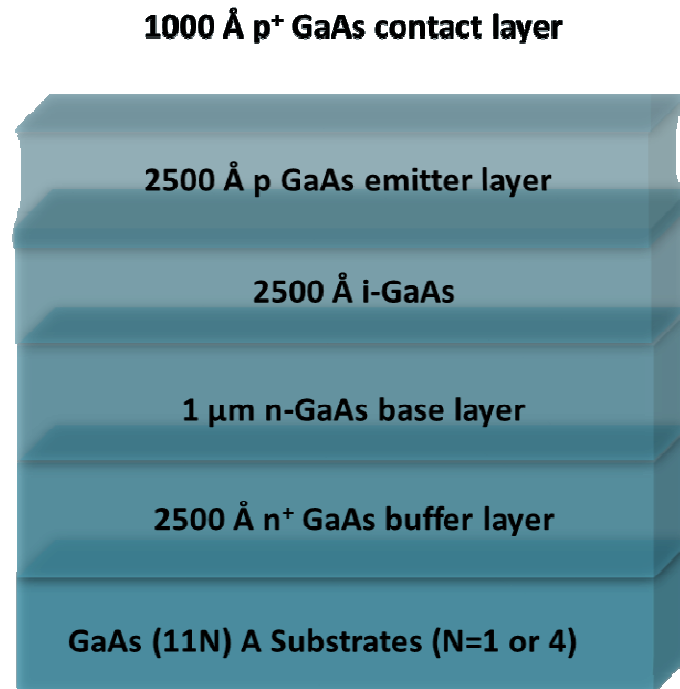 1000 Å p⁺ GaAs contact layer
2500 Å p GaAs emitter layer
2500 Å i-GaAs
1 µm n-GaAs base layer
2500 Å n⁺ GaAs buffer layer
GaAs (11N) A Substrates (N=1 or 4)